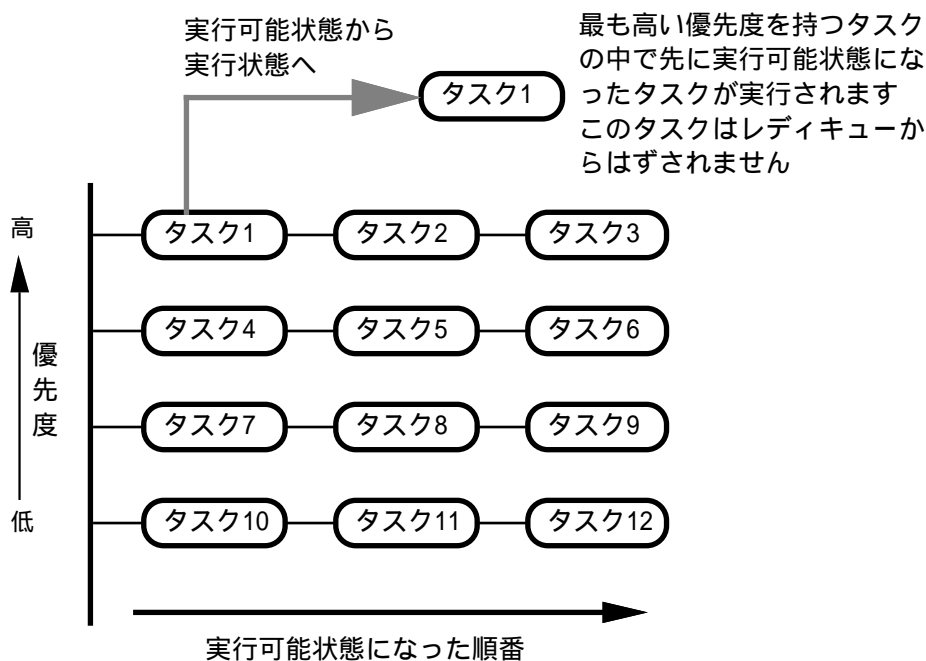 実行可能状態から
実行状態へ
タスク1
最も高い優先度を持つタスク
の中で先に実行可能状態にな
ったタスクが実行されます
このタスクはレディキューか
らはずされません
高
優先度
低
タスク1 タスク2 タスク3
タスク4 タスク5 タスク6
タスク7 タスク8 タスク9
タスク10 タスク11 タスク12
実行可能状態になった順番